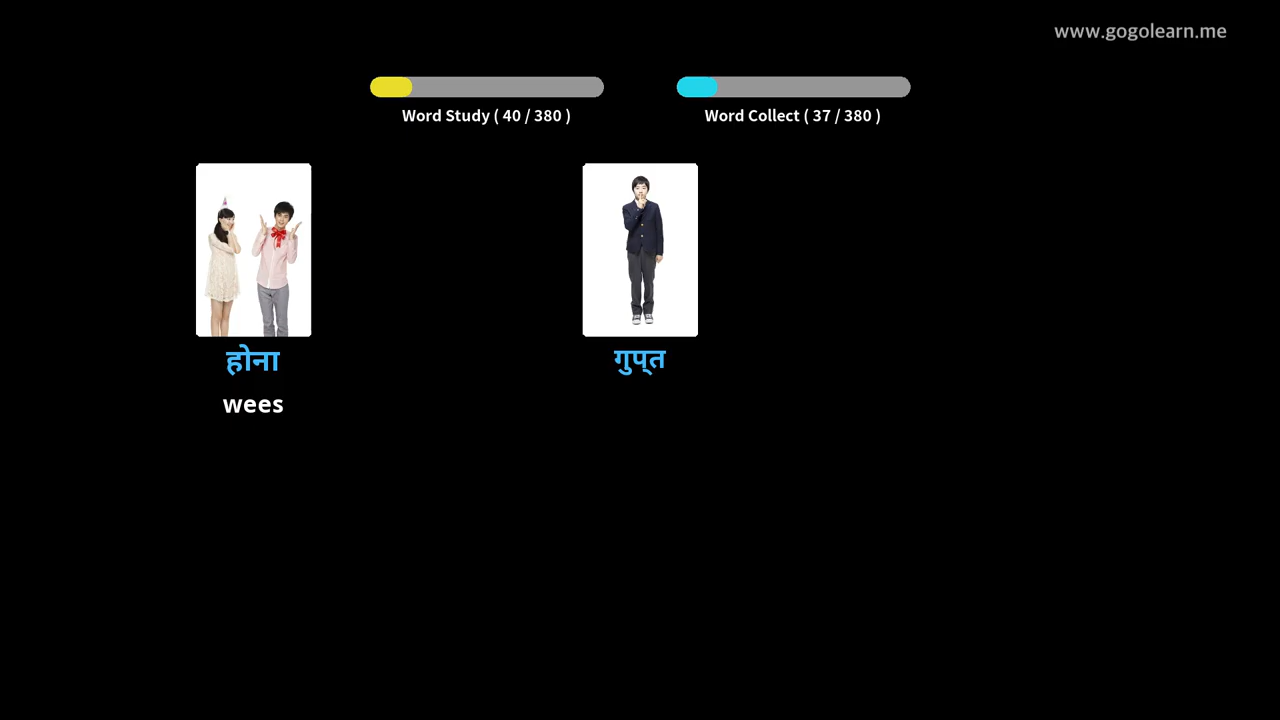 www.gogolearn.me
Word Study ( 40 / 380 )
Word Collect ( 37 / 380 )
होना
wees
गुप्त